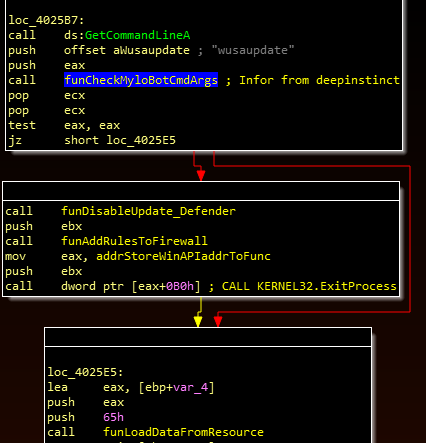 loc_4025B7:
call ds:GetCommandLineA
push offset aWusaupdate ; "wusaupdate"
push eax
call funCheckMyloBotCmdArgs ; Infor from deepinstinct
pop ecx
pop ecx
test eax, eax
jz short loc_4025E5
call funDisableUpdate_Defender
push ebx
call funAddRulesToFirewall
mov eax, addrStoreWinAPIaddrToFunc
push ebx
call dword ptr [eax+0B0h] ; CALL KERNEL32.ExitProcess
loc_4025E5:
lea eax, [ebp+var_4]
push eax
push 65h
call funLoadDataFromResource